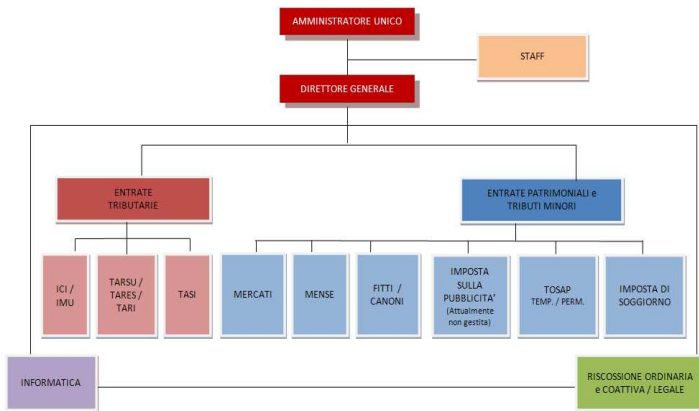 AMMINISTRATORE UNICO
STAFF
DIRETTORE GENERALE
ENTRATE
TRIBUTARIE
ENTRATE PATRIMONIALI e
TRIBUTI MINORI
ICI /
IMU
TARSU /
TARES /
TARI
TASI
MERCATI
MENSE
FITTI /
CANONI
IMPOSTA
SULLA
PUBBLICITA'
(Attualmente
non gestita)
TOSAP
TEMP. / PERM.
IMPOSTA DI
SOGGIORNO
INFORMATICA
RISCOSSIONE ORDINARIA
e COATTIVA / LEGALE